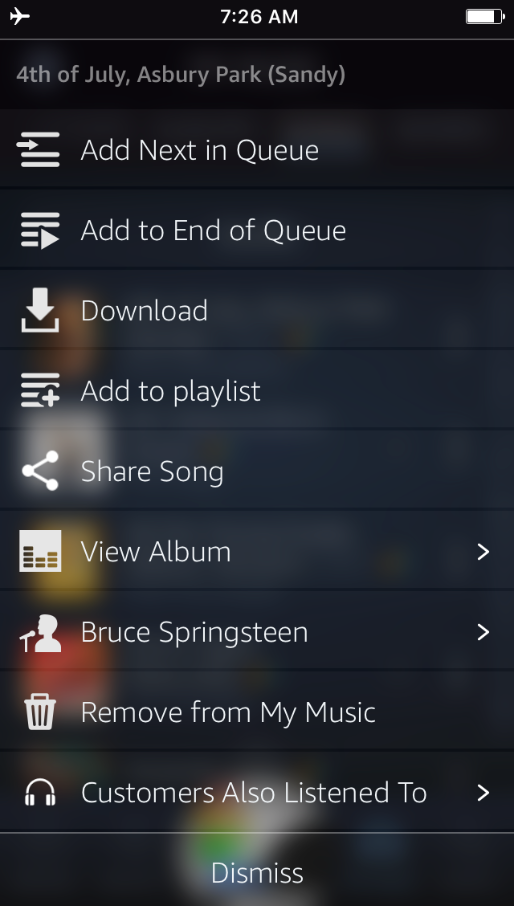 7:26 AM
4th of July, Asbury Park (Sandy)
Add Next in Queue
Add to End of Queue
Download
Add to playlist
Share Song
View Album
Bruce Springsteen
Remove from My Music
Customers Also Listened To
Dismiss